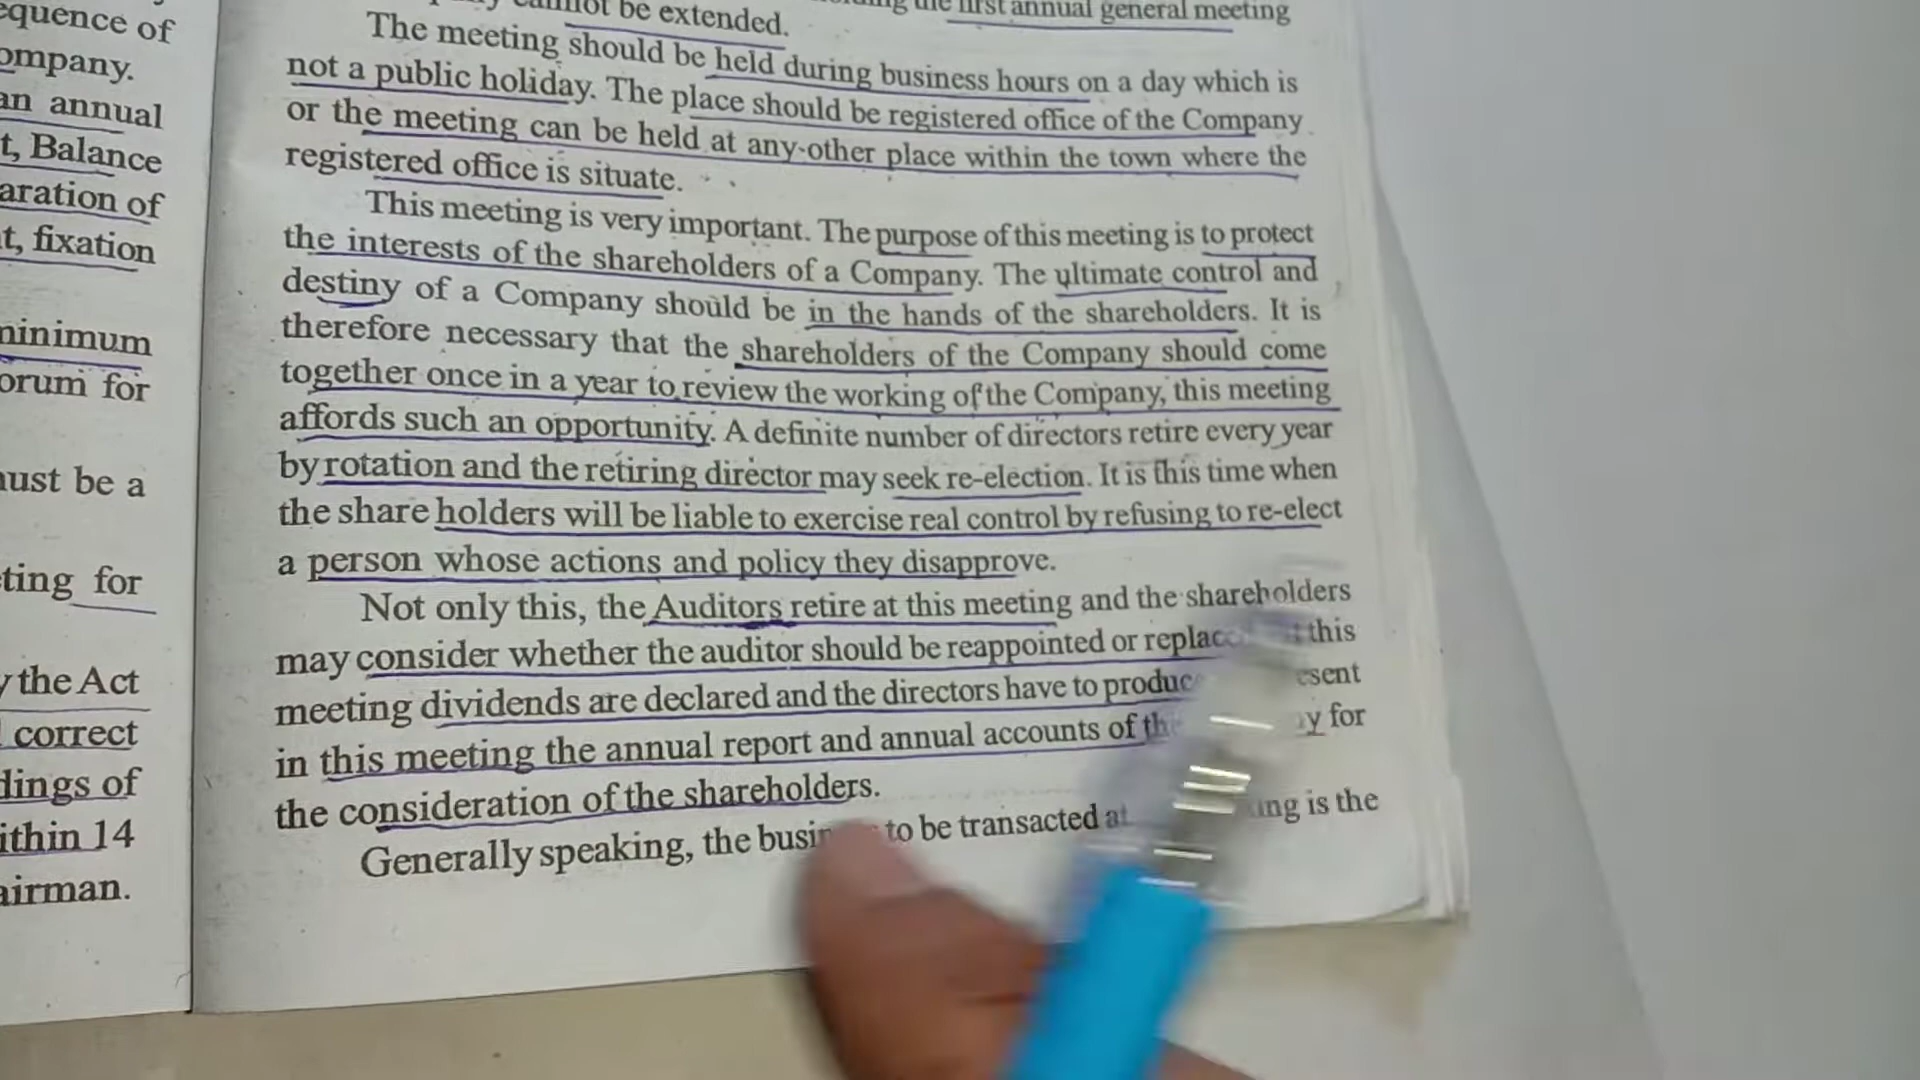 equence of
ompany.
an annual
t, Balance
aration of
t, fixation
minimum
orum for
ust be a
ting for
y the Act
correct
dings of
ithin 14
airman.
the first annual general meeting
cannot be extended.
The meeting should be held during business hours on a day which is
not a public holiday. The place should be registered office of the Company
or the meeting can be held at any-other place within the town where the
registered office is situate.
This meeting is very important. The purpose of this meeting is to protect
the interests of the shareholders of a Company. The ultimate control and
destiny of a Company should be in the hands of the shareholders. It is
therefore necessary that the shareholders of the Company should come
together once in a year to review the working of the Company, this meeting
affords such an opportunity. A definite number of directors retire every year
by rotation and the retiring director may seek re-election. It is this time when
the share holders will be liable to exercise real control by refusing to re-elect
a person whose actions and policy they disapprove.
Not only this, the Auditors retire at this meeting and the shareholders
may consider whether the auditor should be reappointed or this
meeting dividends are declared and the directors have to
in this meeting the annual report and annual accounts of for
the consideration of the shareholders.
Generally speaking, the to be transacted at is the